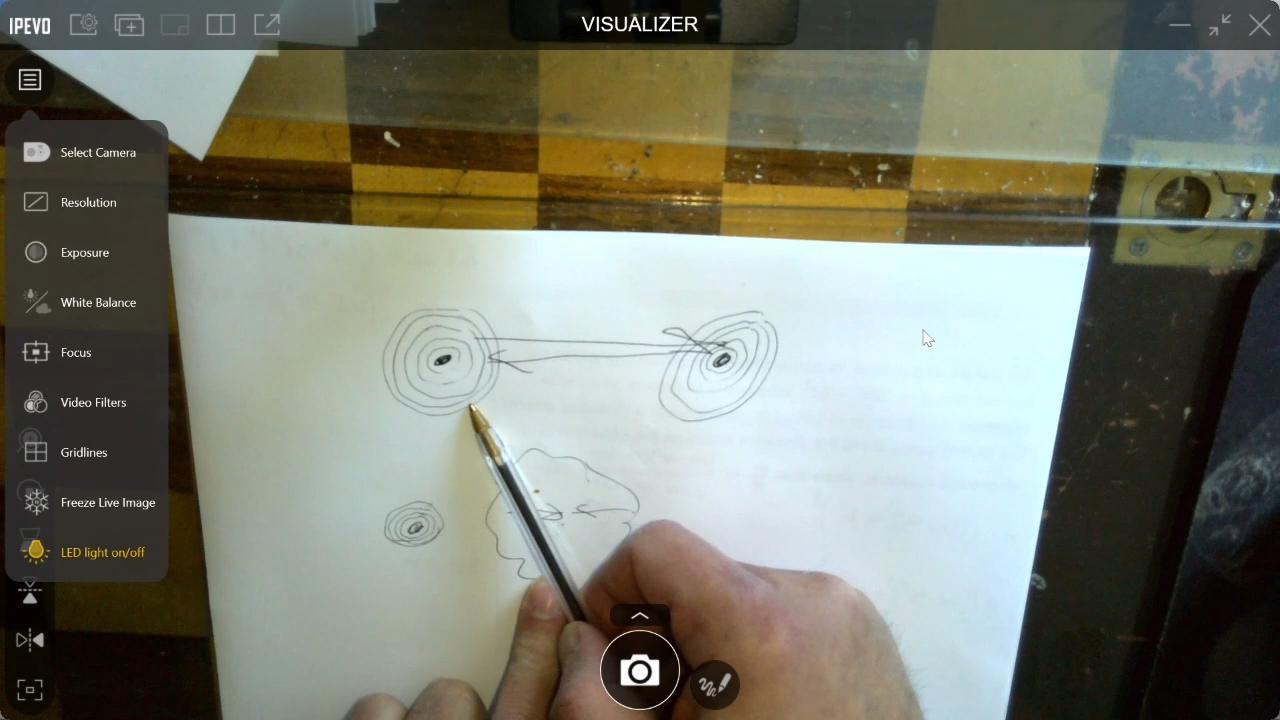 IPEVO
VISUALIZER
Select Camera
Resolution
Exposure
White Balance
Focus
Video Filters
Gridlines
Freeze Live Image
LED light on/off